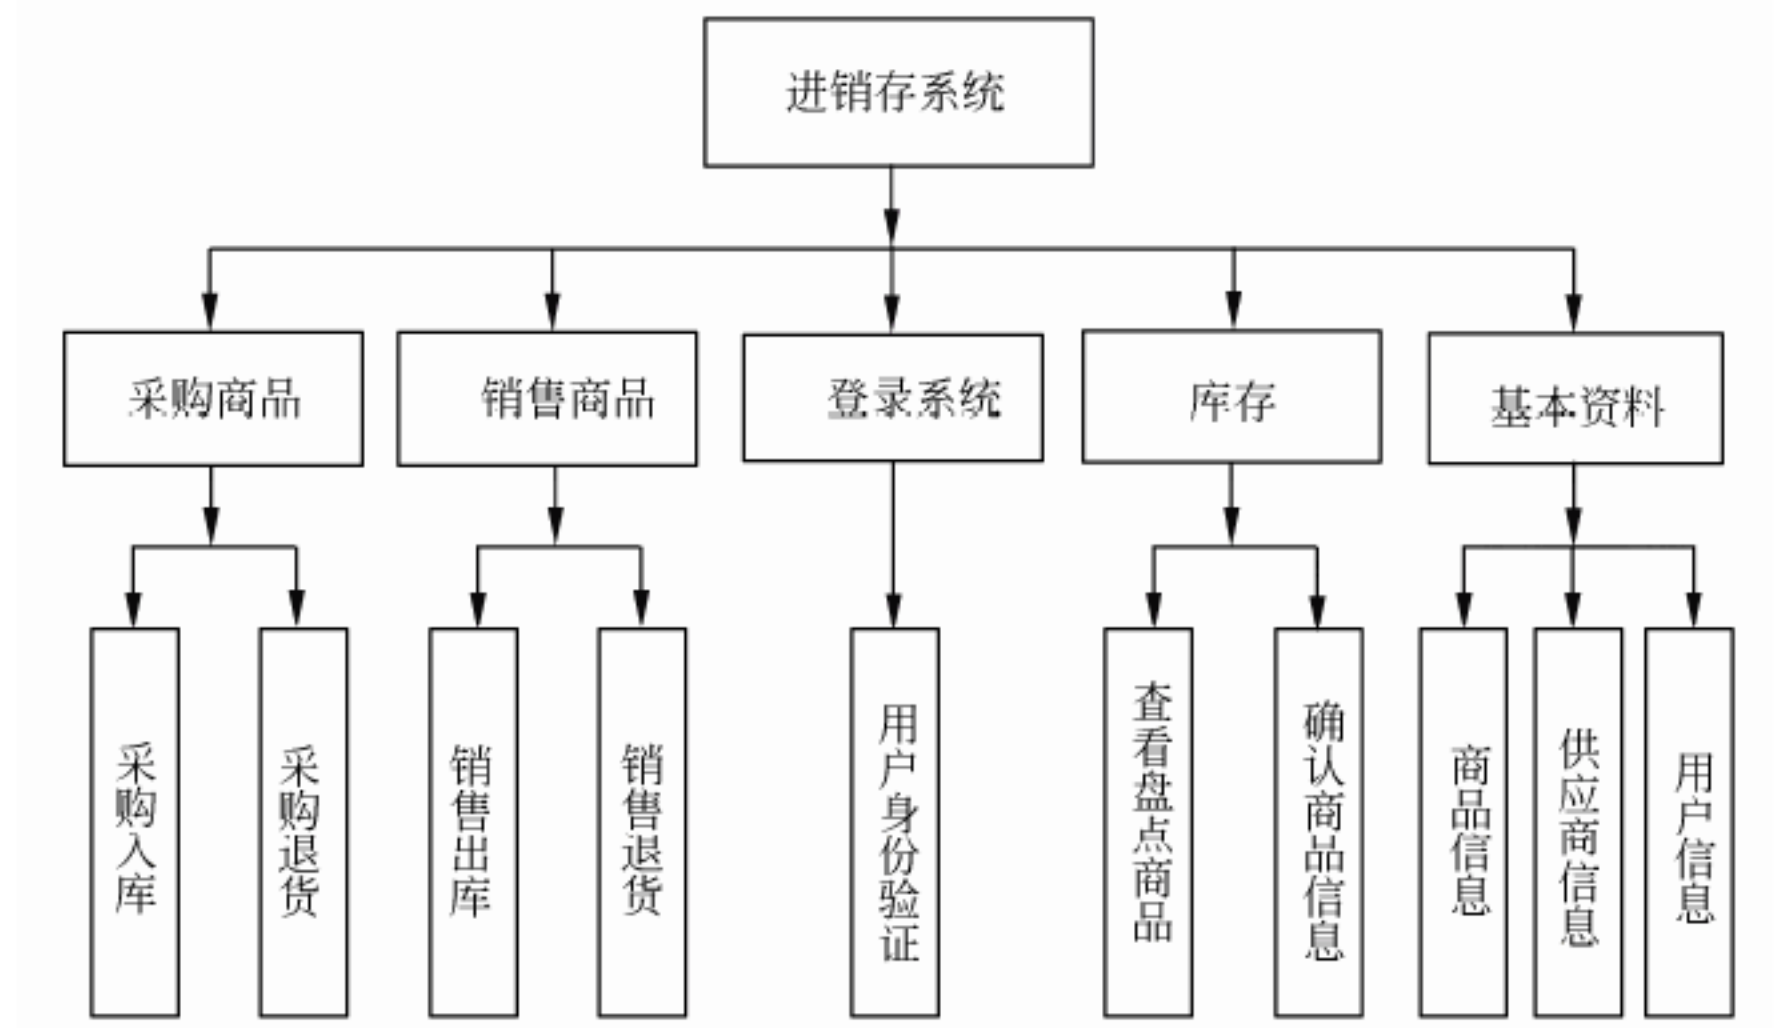 进销存系统
采购商品
销售商品
登录系统
库存
基本资料
采购入库
采购退货
销售出库
销售退货
用户身份验证
查看盘点商品
确认商品信息
商品信息
供应商信息
用户信息